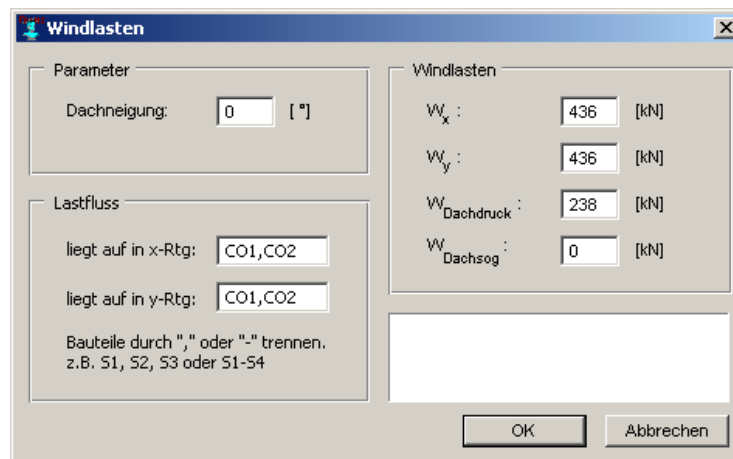 Windlasten
Parameter
Dachneigung: 0 [ ° ]
Lastfluss
liegt auf in x-Rtg: CO1,CO2
liegt auf in y-Rtg: CO1,CO2
Bauteile durch "," oder "-" trennen.
z.B. S1, S2, S3 oder S1-S4
Windlasten
Wx : 436 [kN]
Wy : 436 [kN]
WDachdruck : 238 [kN]
WDachsog : 0 [kN]
OK
Abbrechen